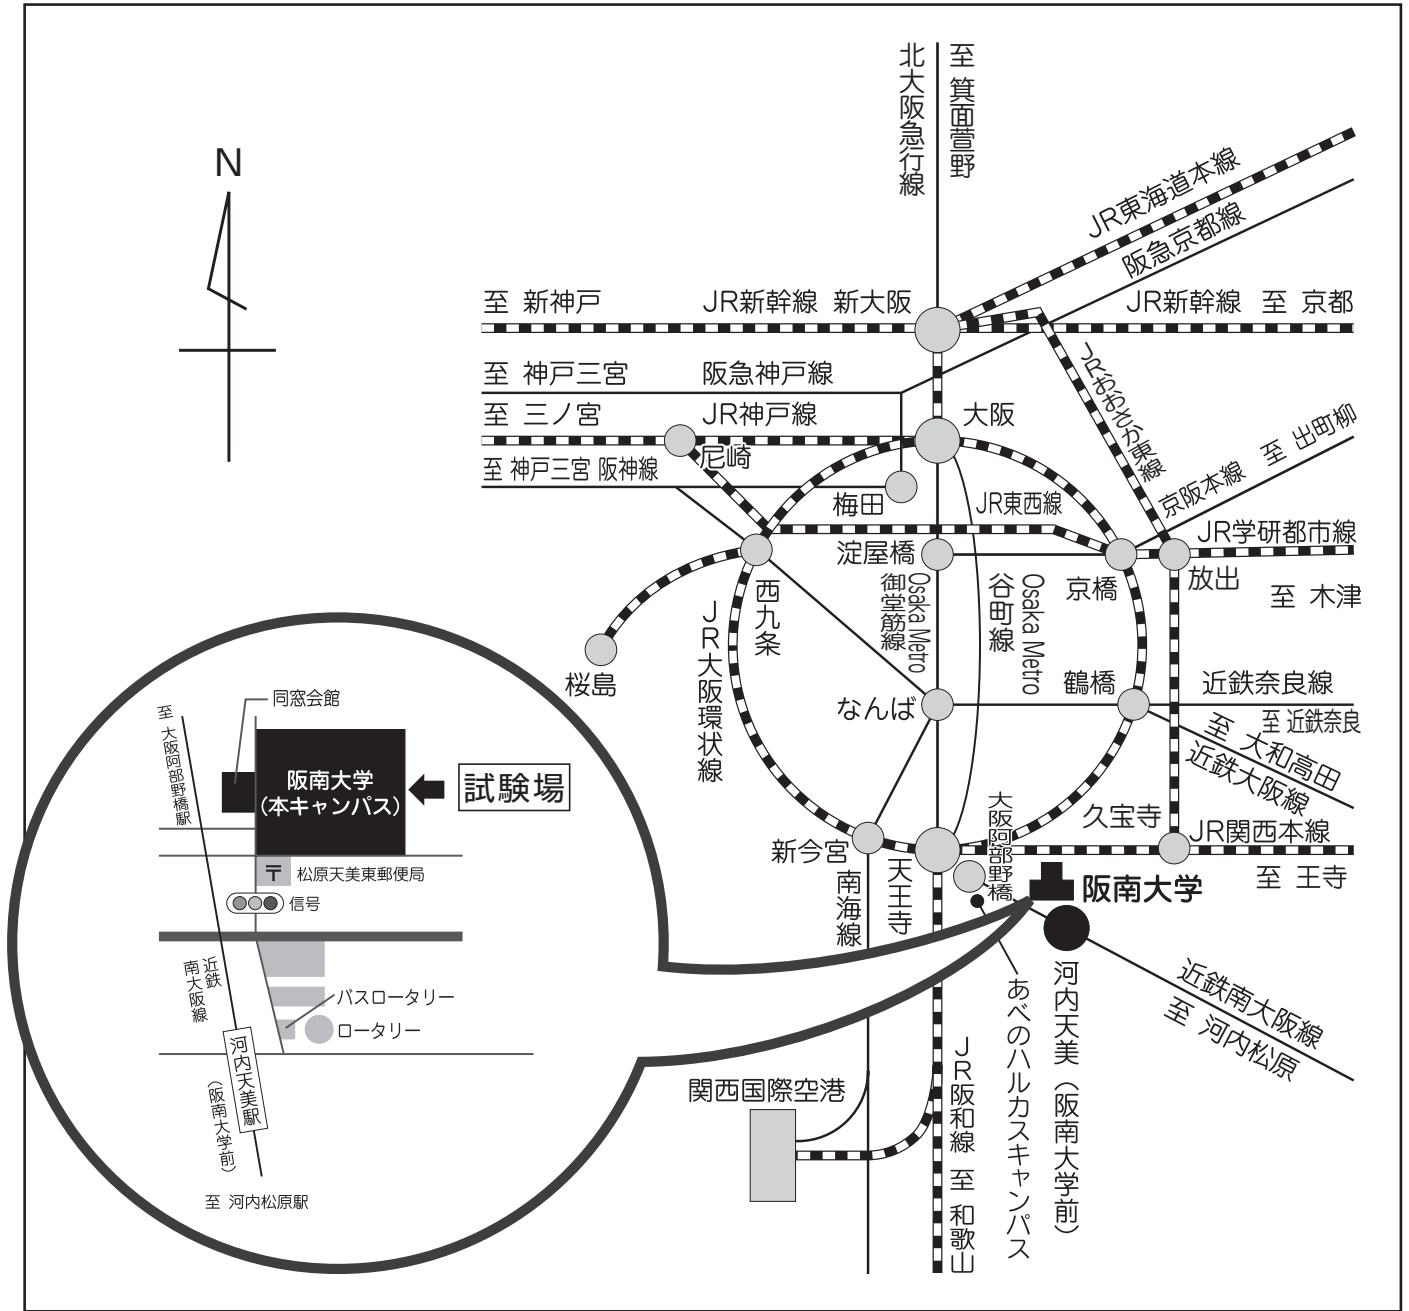 N
北大阪急行線
至 箕面萱野
JR東海道本線
阪急京都線
至 新神戸
JR新幹線
新大阪
JR新幹線
至 京都
至 神戸三宮
阪急神戸線
JRおおさか東線
至 三ノ宮
JR神戸線
大阪
至 出町柳
京阪本線
尼崎
至 神戸三宮 阪神線
梅田
JR東西線
JR学研都市線
淀屋橋
京橋
放出
至 木津
西九条
御堂筋線
Osaka Metro
谷町線
Osaka Metro
JR大阪環状線
桜島
鶴橋
近鉄奈良線
なんば
至 近鉄奈良
至 大和高田
近鉄大阪線
大阪阿部野橋
久宝寺
JR関西本線
新今宮
天王寺
至 王寺
南海線
阪南大学
近鉄南大阪線
至 河内松原
河内天美（阪南大学前）
あべのハルカスキャンパス
JR阪和線 至 和歌山
関西国際空港
同窓会館
至 大阪阿部野橋駅
阪南大学
（本キャンパス）
試験場
〒
松原天美東郵便局
信号
近鉄
南大阪線
バスロータリー
ロータリー
河内天美駅
（阪南大学前）
至 河内松原駅